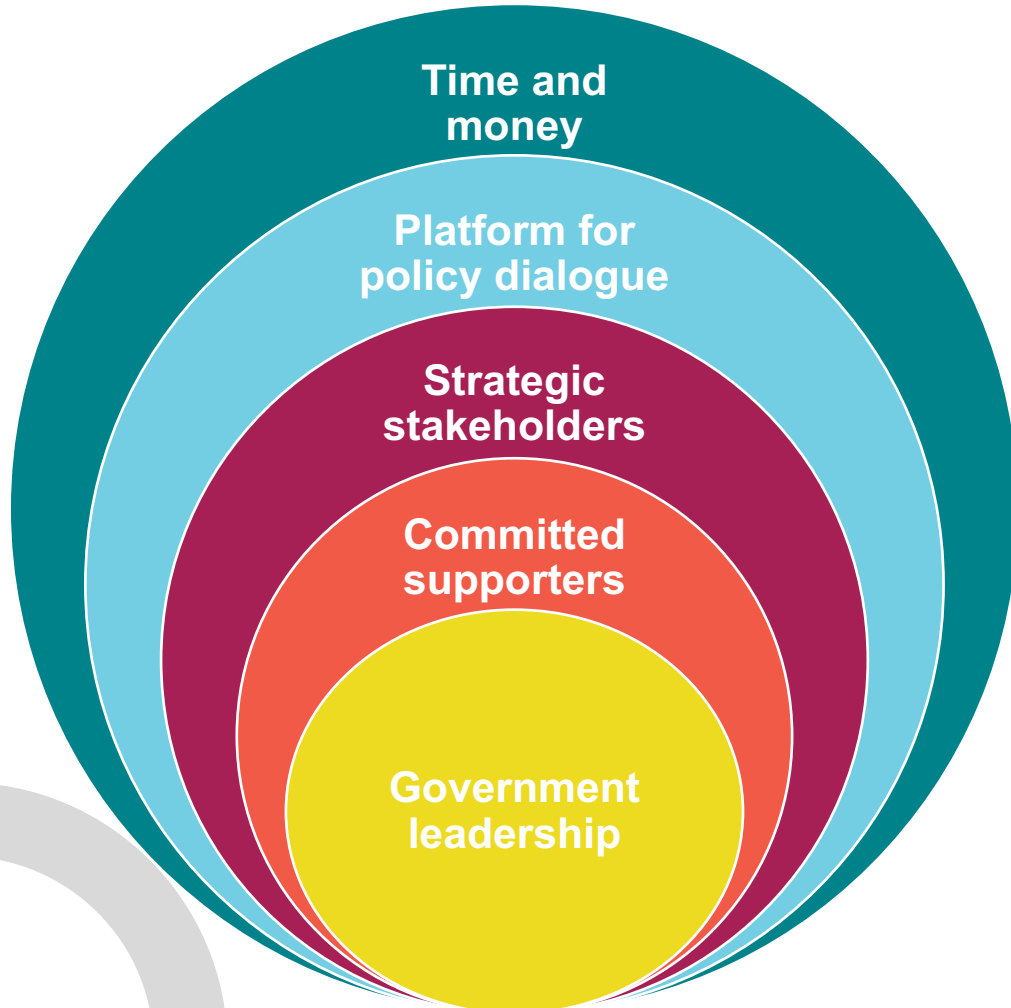 Time and
money
Platform for
policy dialogue
Strategic
stakeholders
Committed
supporters
Government
leadership